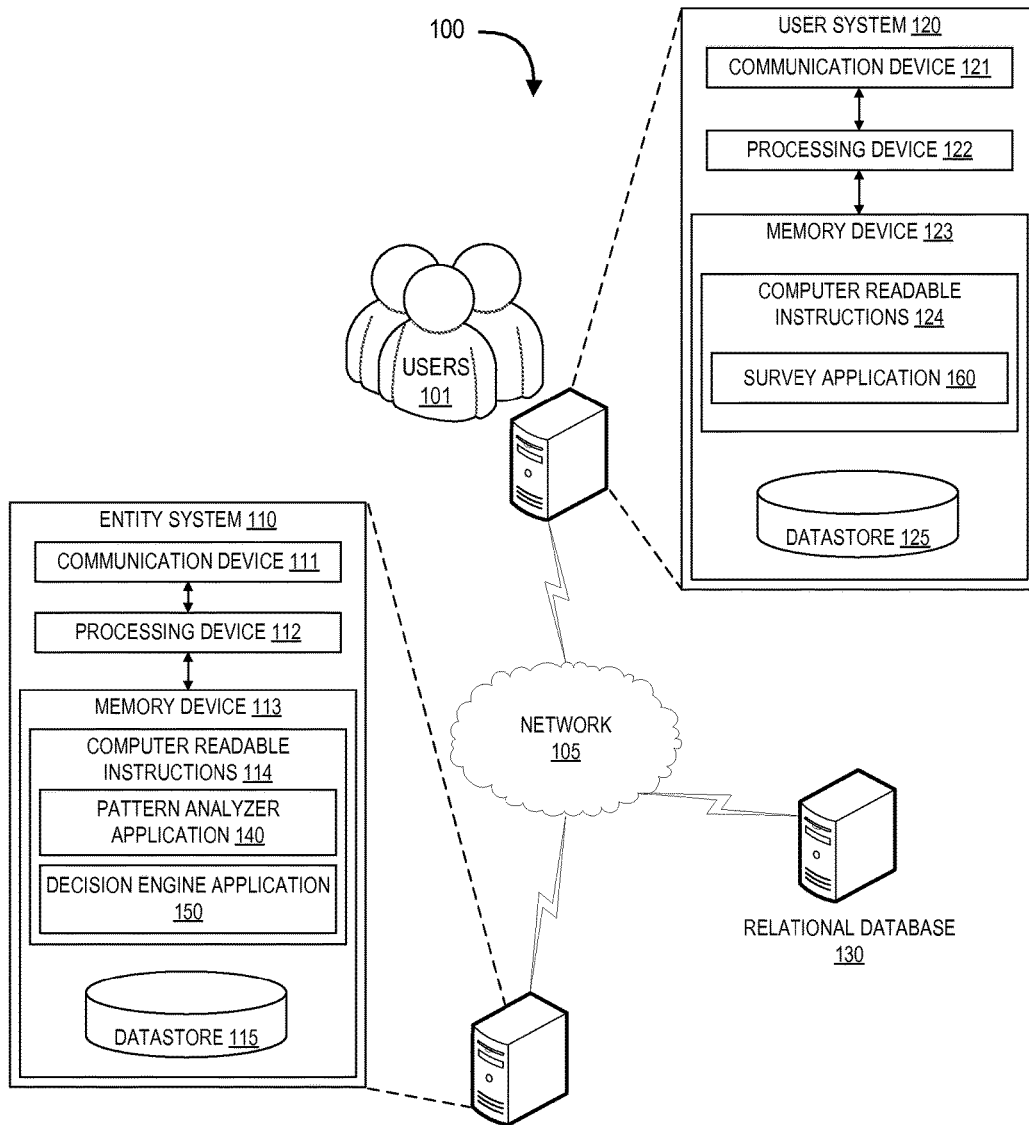 100
USER SYSTEM 120
COMMUNICATION DEVICE 121
PROCESSING DEVICE 122
MEMORY DEVICE 123
COMPUTER READABLE
INSTRUCTIONS 124
SURVEY APPLICATION 160
DATASTORE 125
USERS
101
ENTITY SYSTEM 110
COMMUNICATION DEVICE 111
PROCESSING DEVICE 112
MEMORY DEVICE 113
COMPUTER READABLE
INSTRUCTIONS 114
PATTERN ANALYZER
APPLICATION 140
DECISION ENGINE APPLICATION
150
DATASTORE 115
NETWORK
105
RELATIONAL DATABASE
130